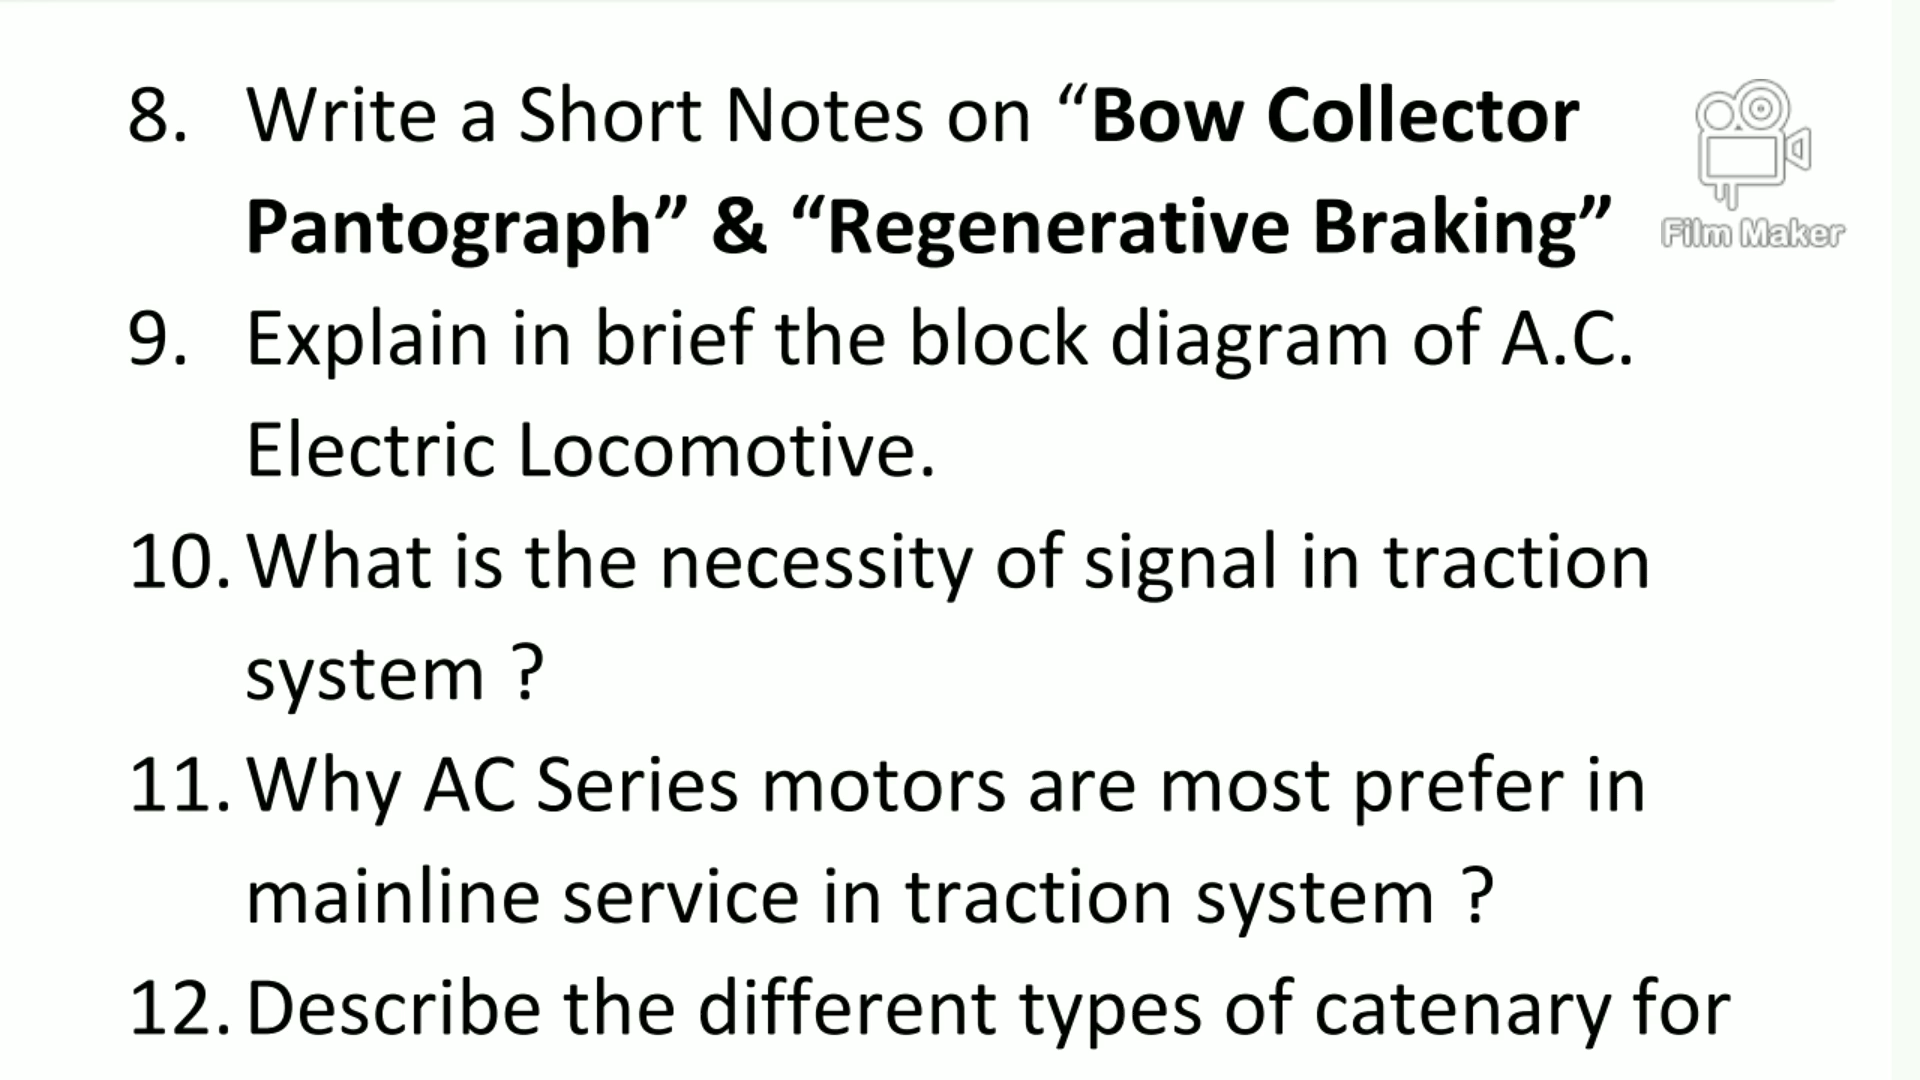 8. Write a Short Notes on “Bow Collector
Pantograph” & “Regenerative Braking”
Film Maker
9. Explain in brief the block diagram of A.C.
Electric Locomotive.
10. What is the necessity of signal in traction
system ?
11. Why AC Series motors are most prefer in
mainline service in traction system ?
12. Describe the different types of catenary for